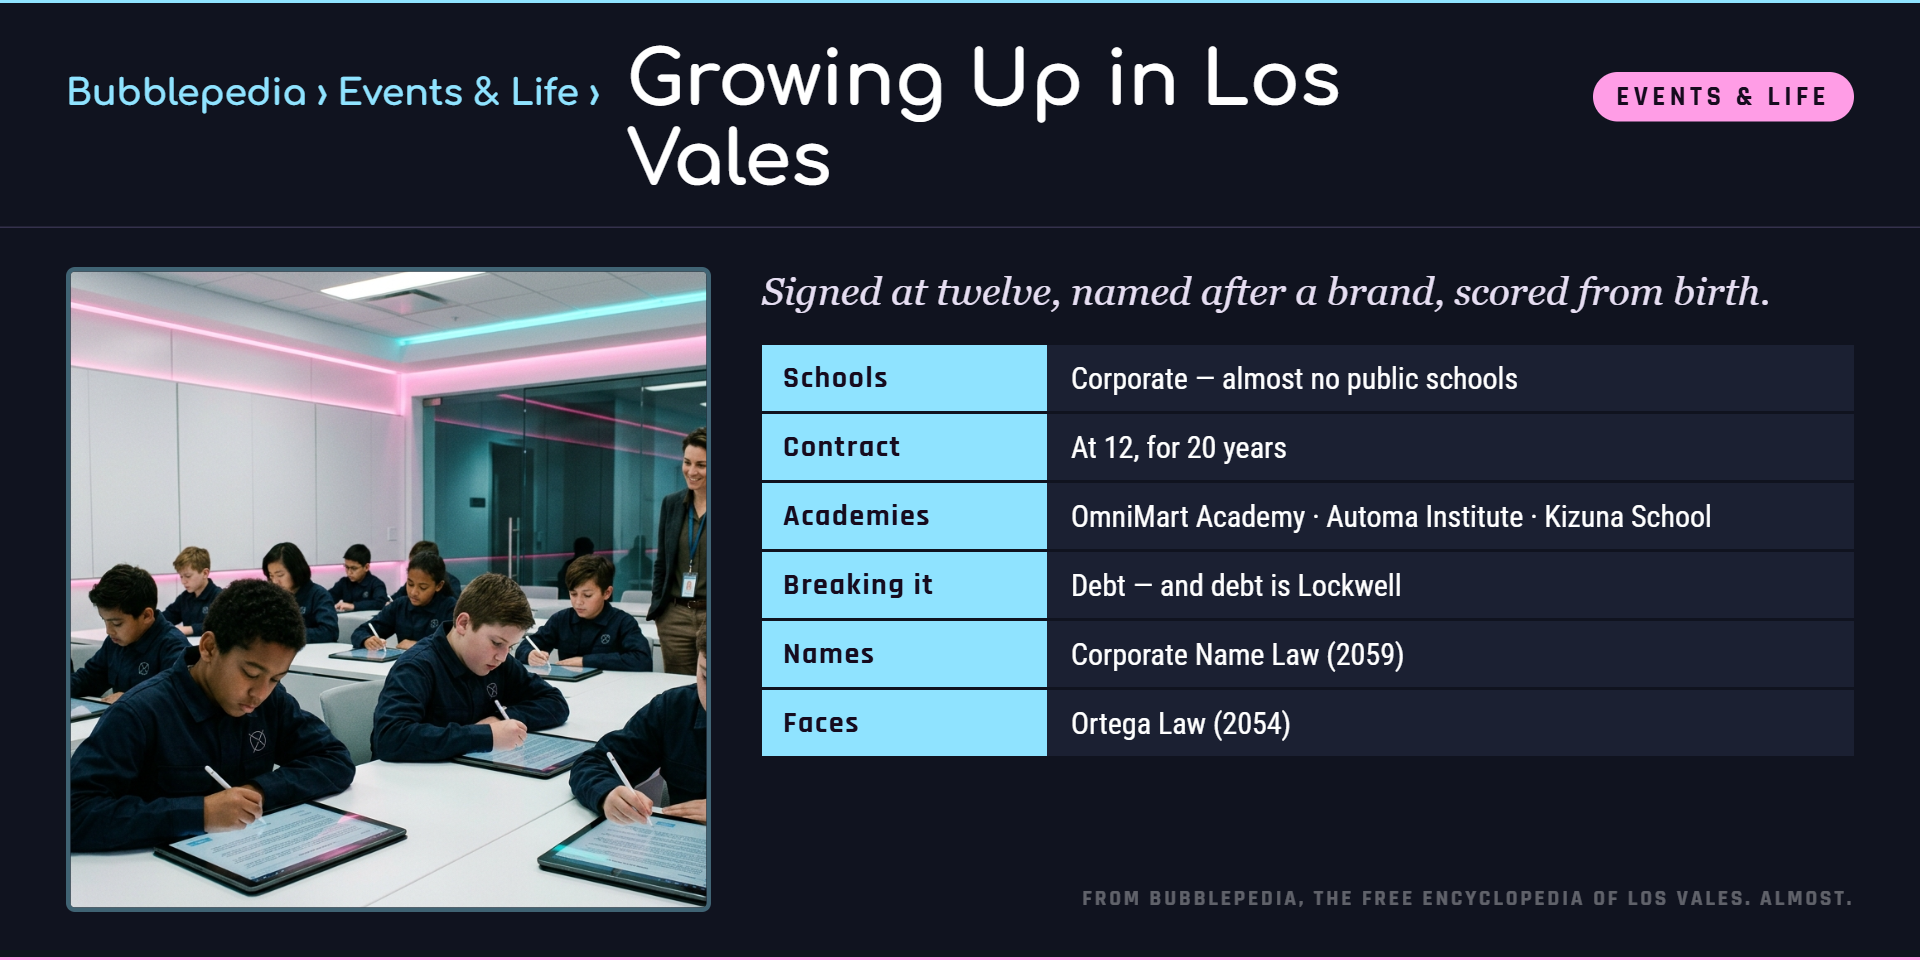 Bubblepedia › Events & Life ›
Growing Up in Los
Vales
EVENTS & LIFE
Signed at twelve, named after a brand, scored from birth.
Schools
Corporate — almost no public schools
Contract
At 12, for 20 years
Academies
OmniMart Academy · Automa Institute · Kizuna School
Breaking it
Debt — and debt is Lockwell
Names
Corporate Name Law (2059)
Faces
Ortega Law (2054)
FROM BUBBLEPEDIA, THE FREE ENCYCLOPEDIA OF LOS VALES. ALMOST.